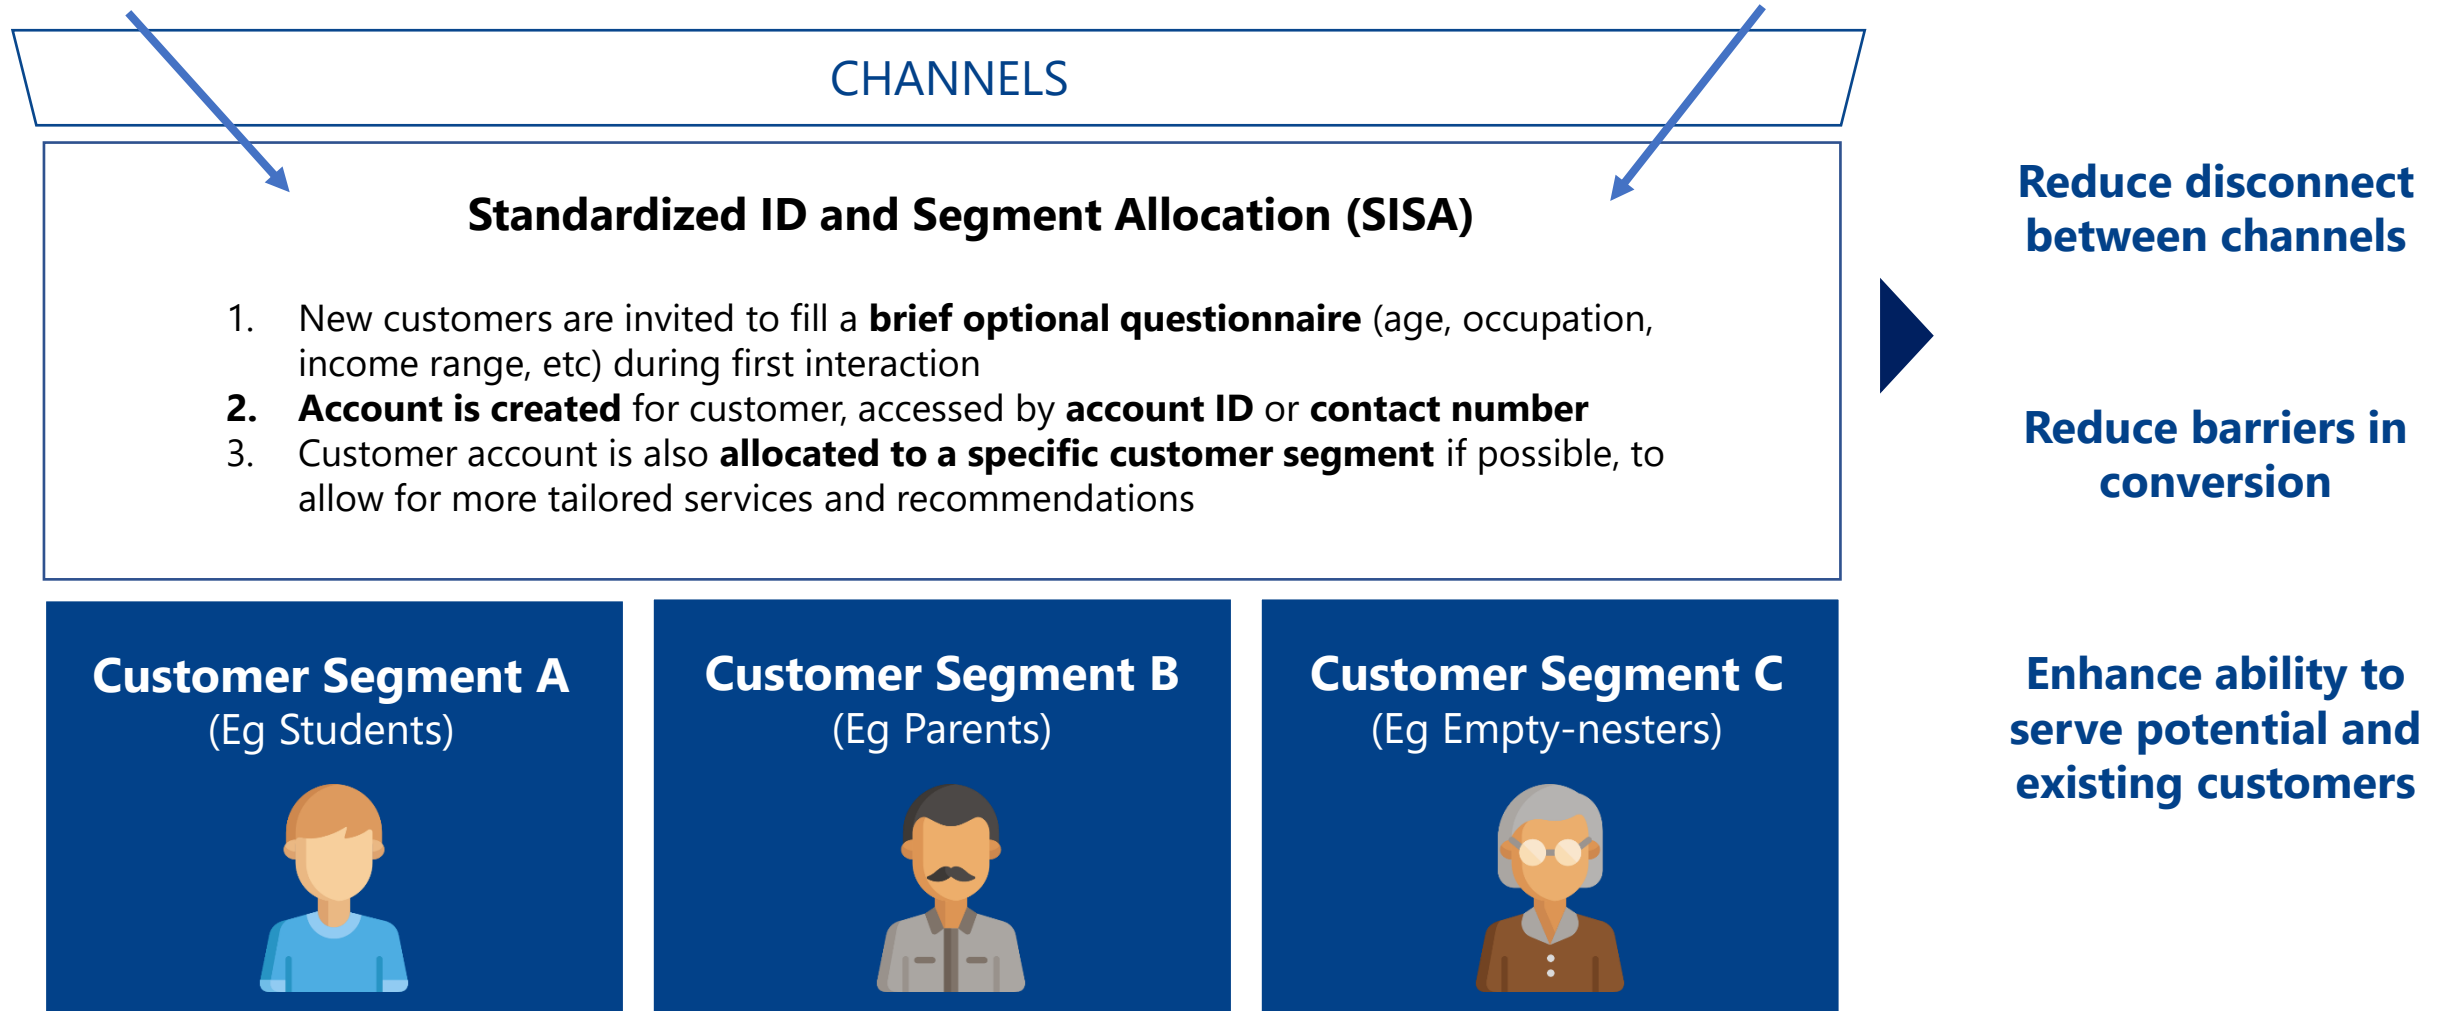 CHANNELS
Standardized ID and Segment Allocation (SISA)
1. New customers are invited to fill a brief optional questionnaire (age, occupation,
income range, etc) during first interaction
2. Account is created for customer, accessed by account ID or contact number
3. Customer account is also allocated to a specific customer segment if possible, to
allow for more tailored services and recommendations
Customer Segment A
(Eg Students)
Customer Segment B
(Eg Parents)
Customer Segment C
(Eg Empty-nesters)
Reduce disconnect
between channels
Reduce barriers in
conversion
Enhance ability to
serve potential and
existing customers